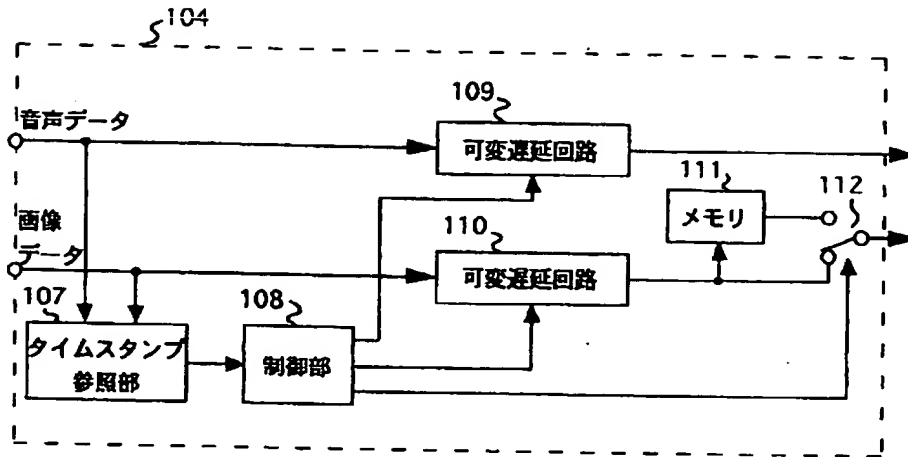 104
音声データ
109
可変遅延回路
111
メモリ
112
画像
データ
110
可変遅延回路
107
タイムスタンプ
参照部
108
制御部